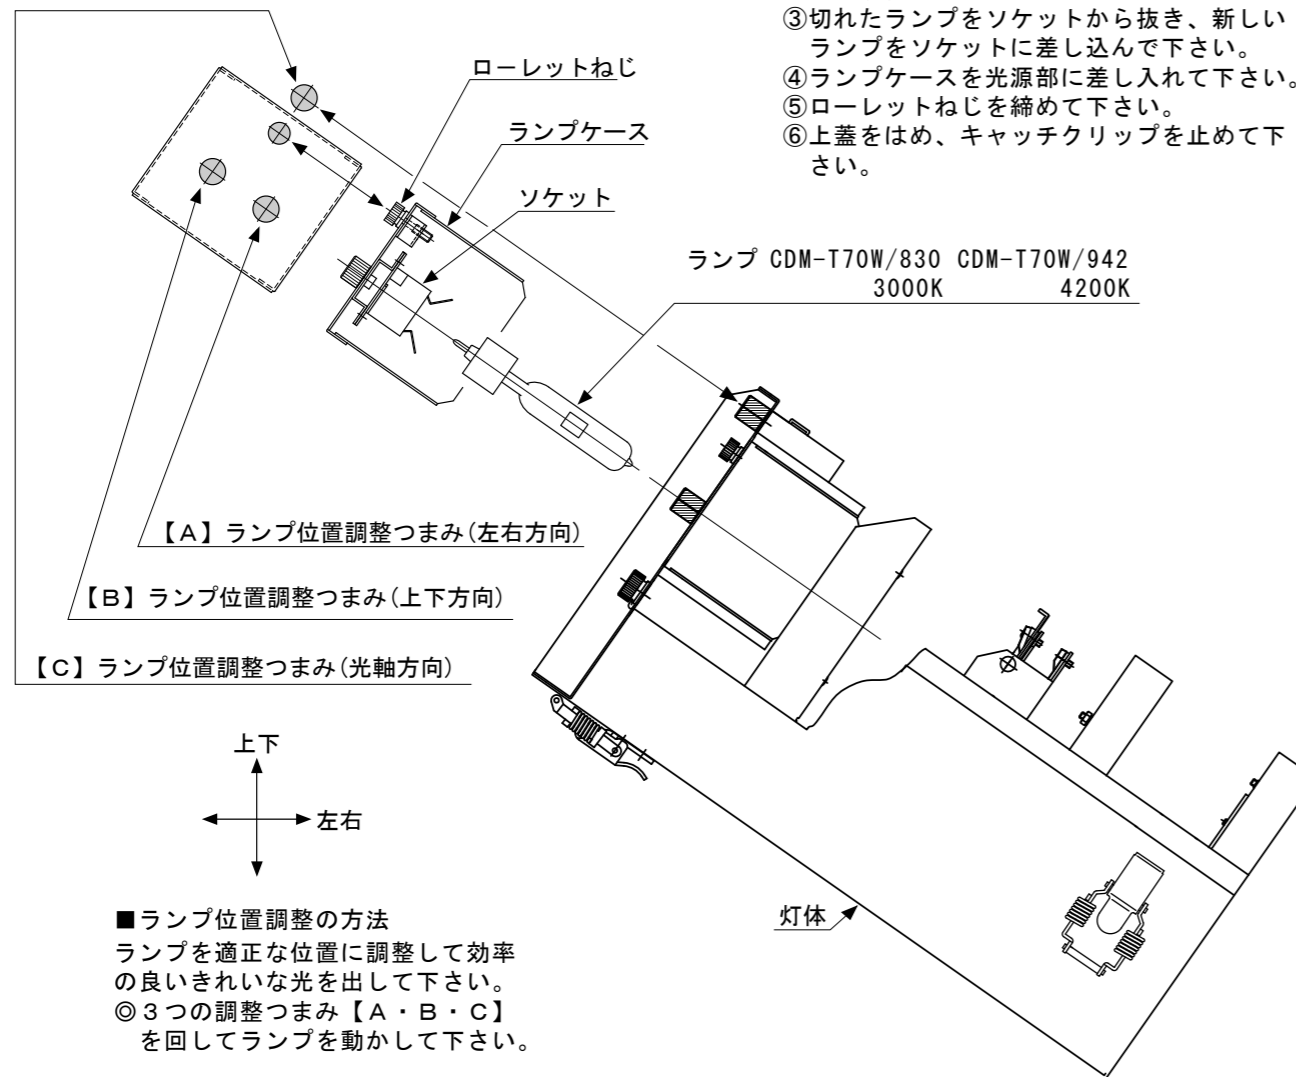 ③切れたランプをソケットから抜き、新しい
ランプをソケットに差し込んで下さい。
④ランプケースを光源部に差し入れて下さい。
⑤ローレットねじを締めて下さい。
⑥上蓋をはめ、キャッチクリップを止めて下
さい。
ローレットねじ
ランプケース
ソケット
ランプ CDM-T70W/830 CDM-T70W/942
3000K 4200K
【A】ランプ位置調整つまみ(左右方向)
【B】ランプ位置調整つまみ(上下方向)
【C】ランプ位置調整つまみ(光軸方向)
上下
左右
灯体
■ランプ位置調整の方法
ランプを適正な位置に調整して効率
の良いきれいな光を出して下さい。
◎3つの調整つまみ【A・B・C】
を回してランプを動かして下さい。